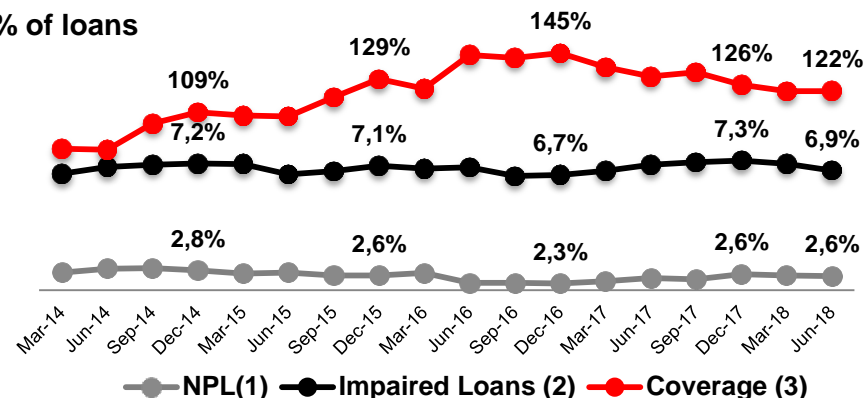 % of loans
109%
129%
145%
126%
122%
7,2%
7,1%
6,7%
7,3%
6,9%
2,8%
2,6%
2,3%
2,6%
2,6%
Mar-14
Jun-14
Sep-14
Dec-14
Mar-15
Jun-15
Sep-15
Dec-15
Mar-16
Jun-16
Sep-16
Dec-16
Mar-17
Jun-17
Sep-17
Dec-17
Mar-18
Jun-18
NPL(1) Impaired Loans (2) Coverage (3)